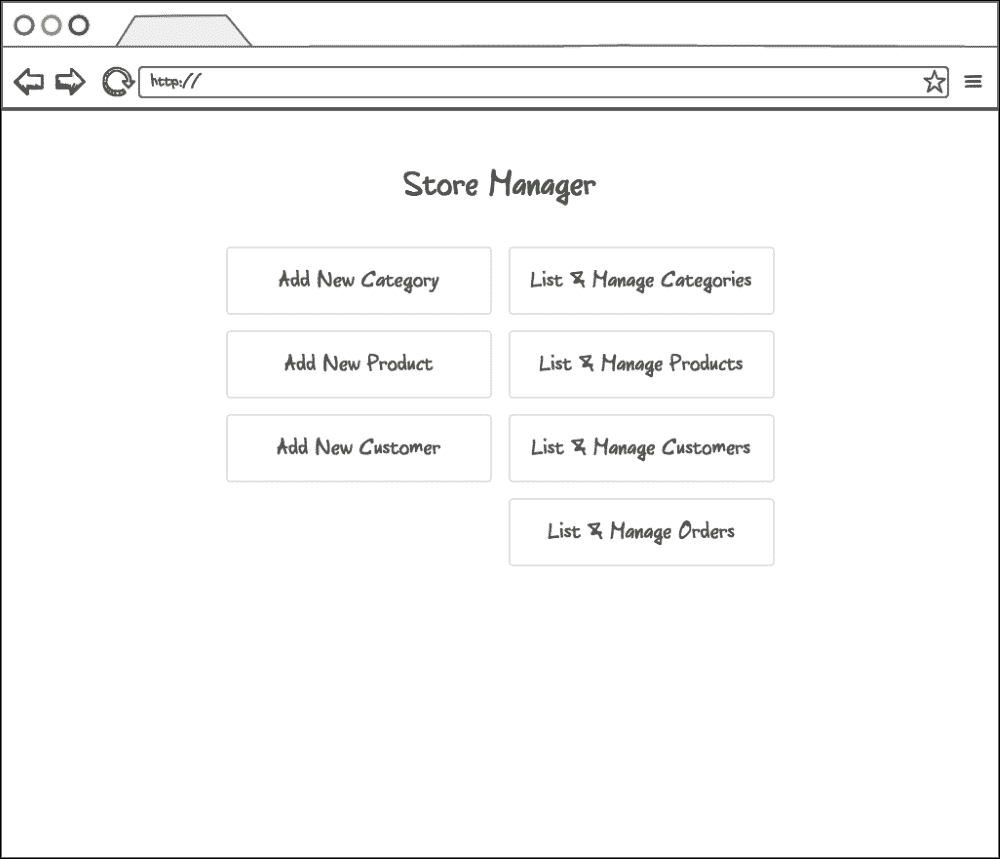 http://
Store Manager
Add New Category
List & Manage Categories
Add New Product
List & Manage Products
Add New Customer
List & Manage Customers
List & Manage Orders